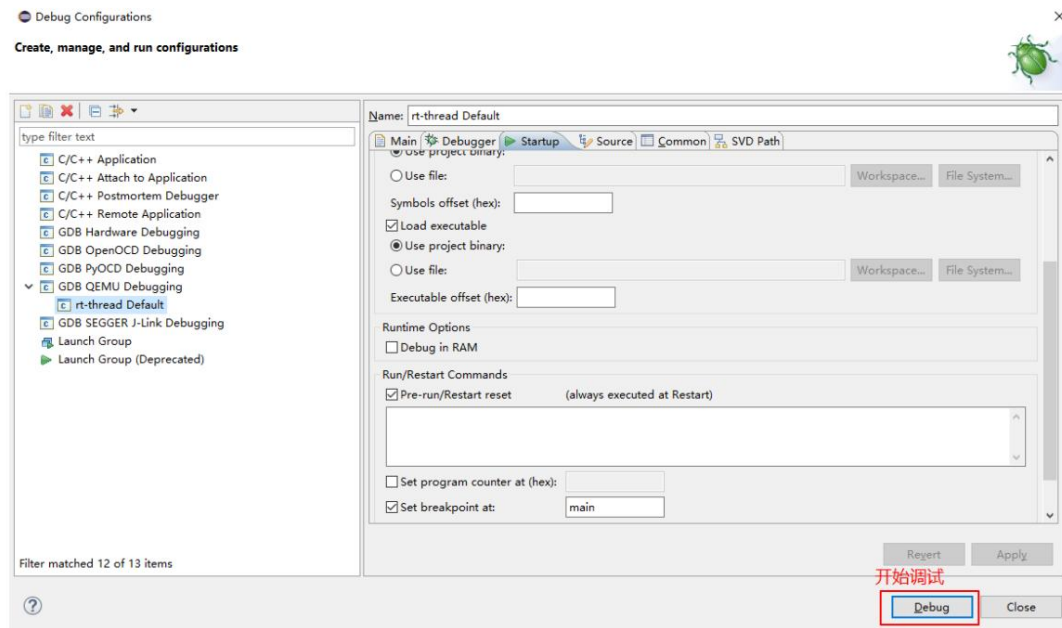 Debug Configurations
Create, manage, and run configurations
type filter text
C/C++ Application
C/C++ Attach to Application
C/C++ Postmortem Debugger
C/C++ Remote Application
GDB Hardware Debugging
GDB OpenOCD Debugging
GDB PyOCD Debugging
GDB QEMU Debugging
rt-thread Default
GDB SEGGER J-Link Debugging
Launch Group
Launch Group (Deprecated)
Filter matched 12 of 13 items
Name: rt-thread Default
Main Debugger Startup Source Common SVD Path
Use project binary:
Use file: Workspace... File System...
Symbols offset (hex):
Load executable
Use project binary:
Use file: Workspace... File System...
Executable offset (hex):
Runtime Options
Debug in RAM
Run/Restart Commands
Pre-run/Restart reset (always executed at Restart)
Set program counter at (hex):
Set breakpoint at: main
Revert Apply
开始调试
Debug Close